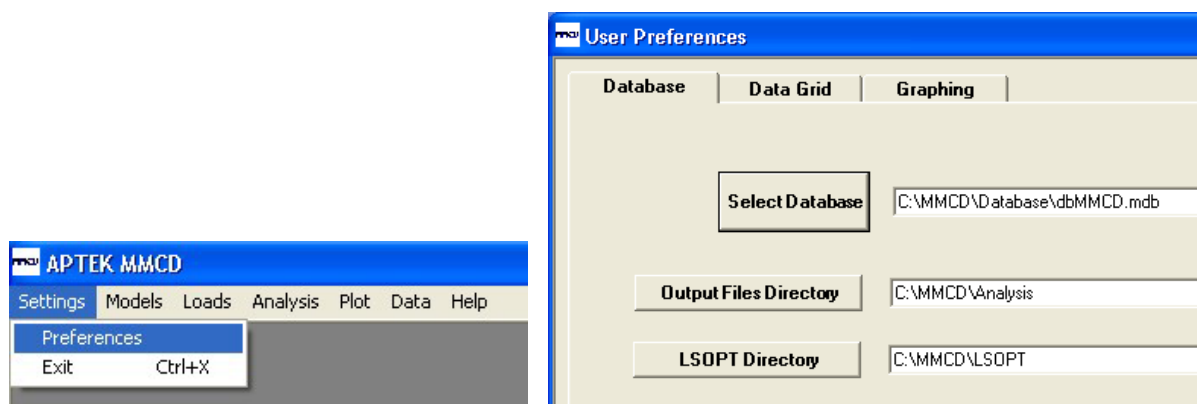 APTEK MMCD
Settings Models Loads Analysis Plot Data Help
Preferences
Exit Ctrl+X
User Preferences
Database Data Grid Graphing
Select Database C:\MMCD\Database\dbMMCD.mdb
Output Files Directory C:\MMCD\Analysis
LSOPT Directory C:\MMCD\LSOPT